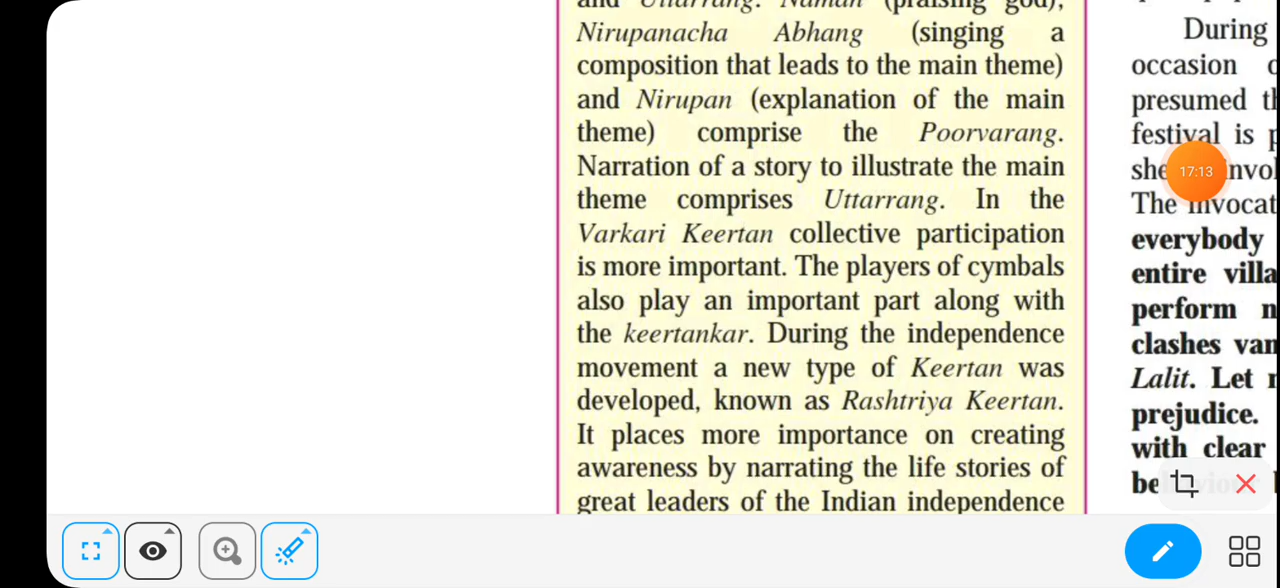 and Uttarrang. Naman (praising god),
Nirupanacha Abhang (singing a
composition that leads to the main theme)
and Nirupan (explanation of the main
theme) comprise the Poorvarang.
Narration of a story to illustrate the main
theme comprises Uttarrang. In the
Varkari Keertan collective participation
is more important. The players of cymbals
also play an important part along with
the keertankar. During the independence
movement a new type of Keertan was
developed, known as Rashtriya Keertan.
It places more importance on creating
awareness by narrating the life stories of
great leaders of the Indian independence
During
occasion
presumed
festival is
17:13
The
everybody
entire
perform
clashes
Lalit. Let
prejudice.
with clear